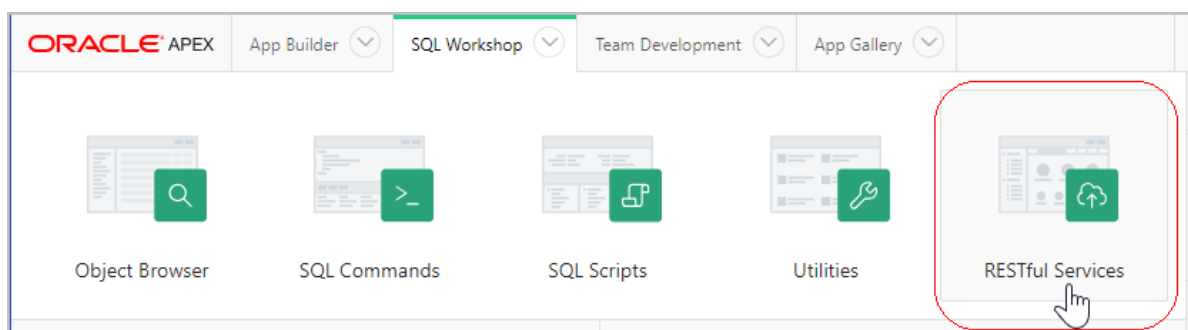 ORACLE APEX App Builder SQL Workshop Team Development App Gallery
>_
Object Browser SQL Commands SQL Scripts Utilities RESTful Services